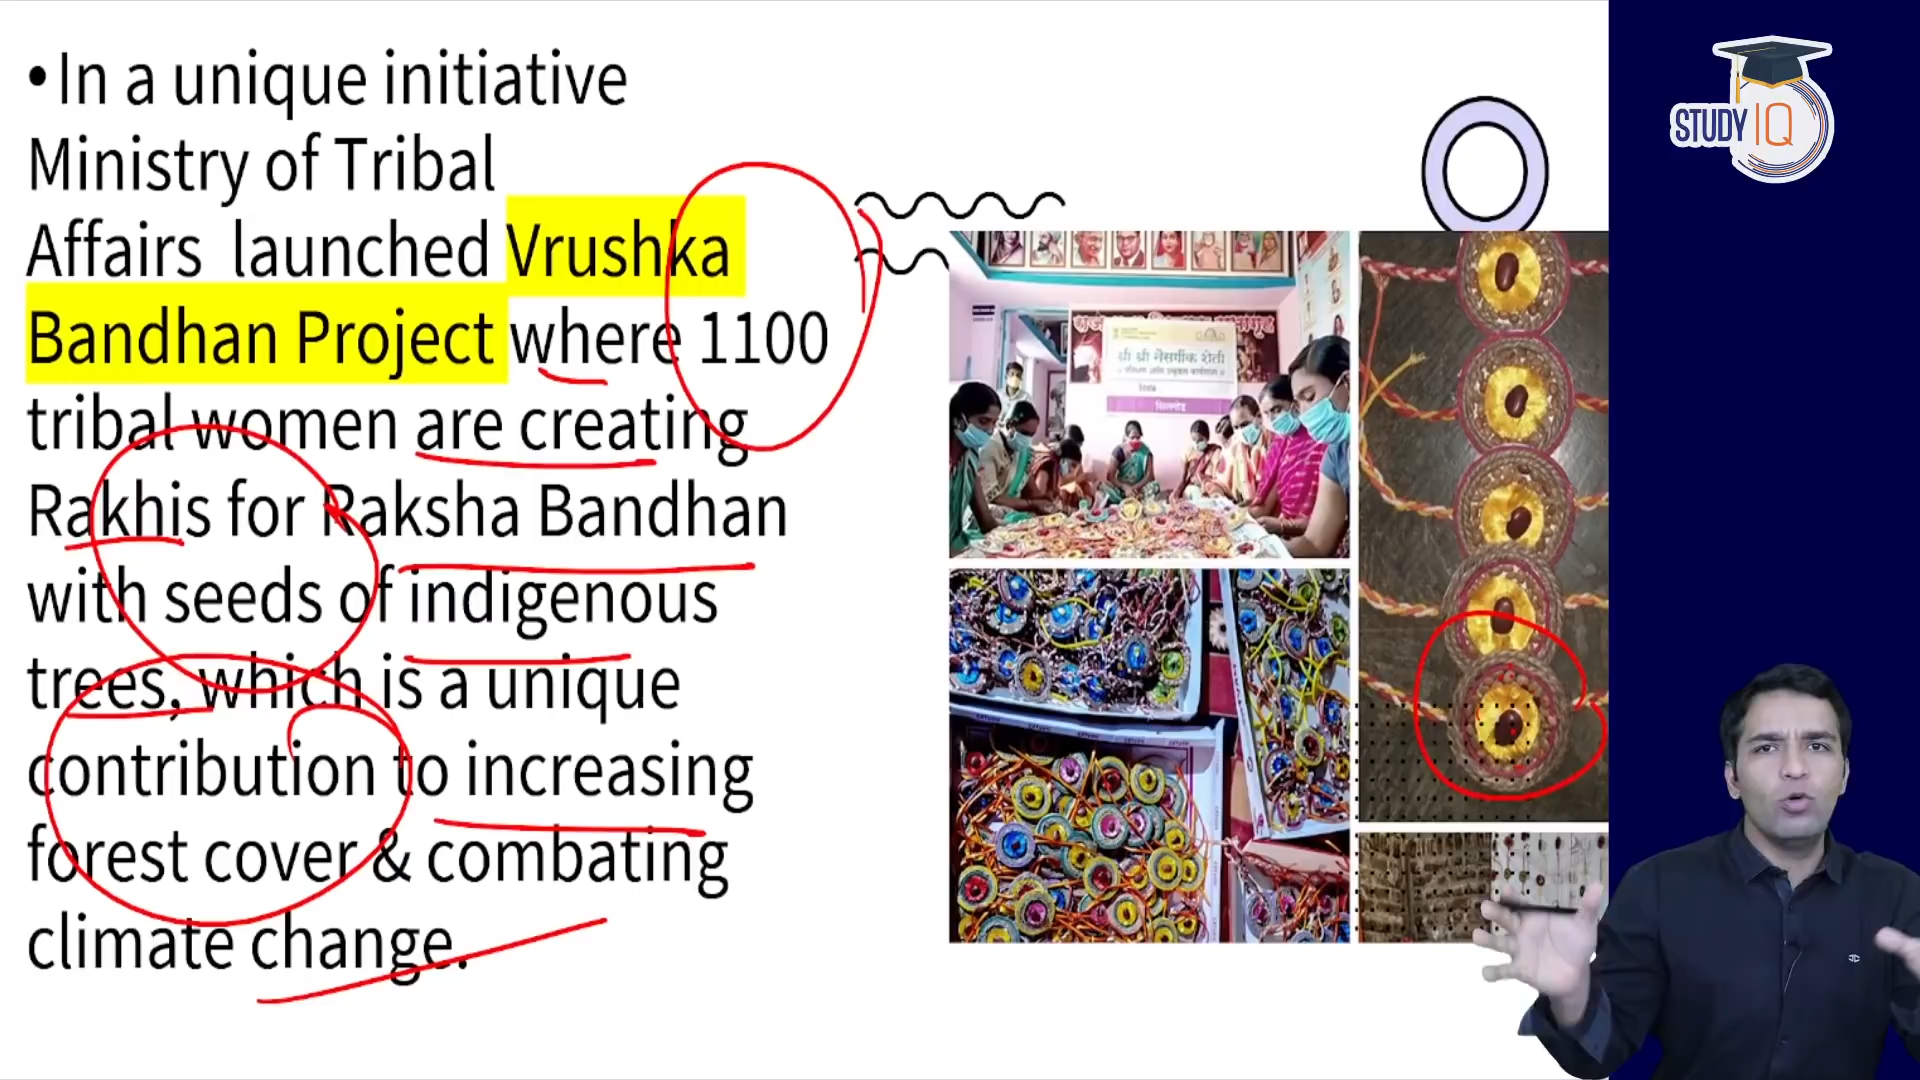 •In a unique initiative
Ministry of Tribal
Affairs launched Vrushka
Bandhan Project where 1100
tribal women are creating
Rakhis for Raksha Bandhan
with seeds of indigenous
trees, which is a unique
contribution to increasing
forest cover & combating
climate change.
STUDY IQ
श्री श्री नैसर्गीक शेती